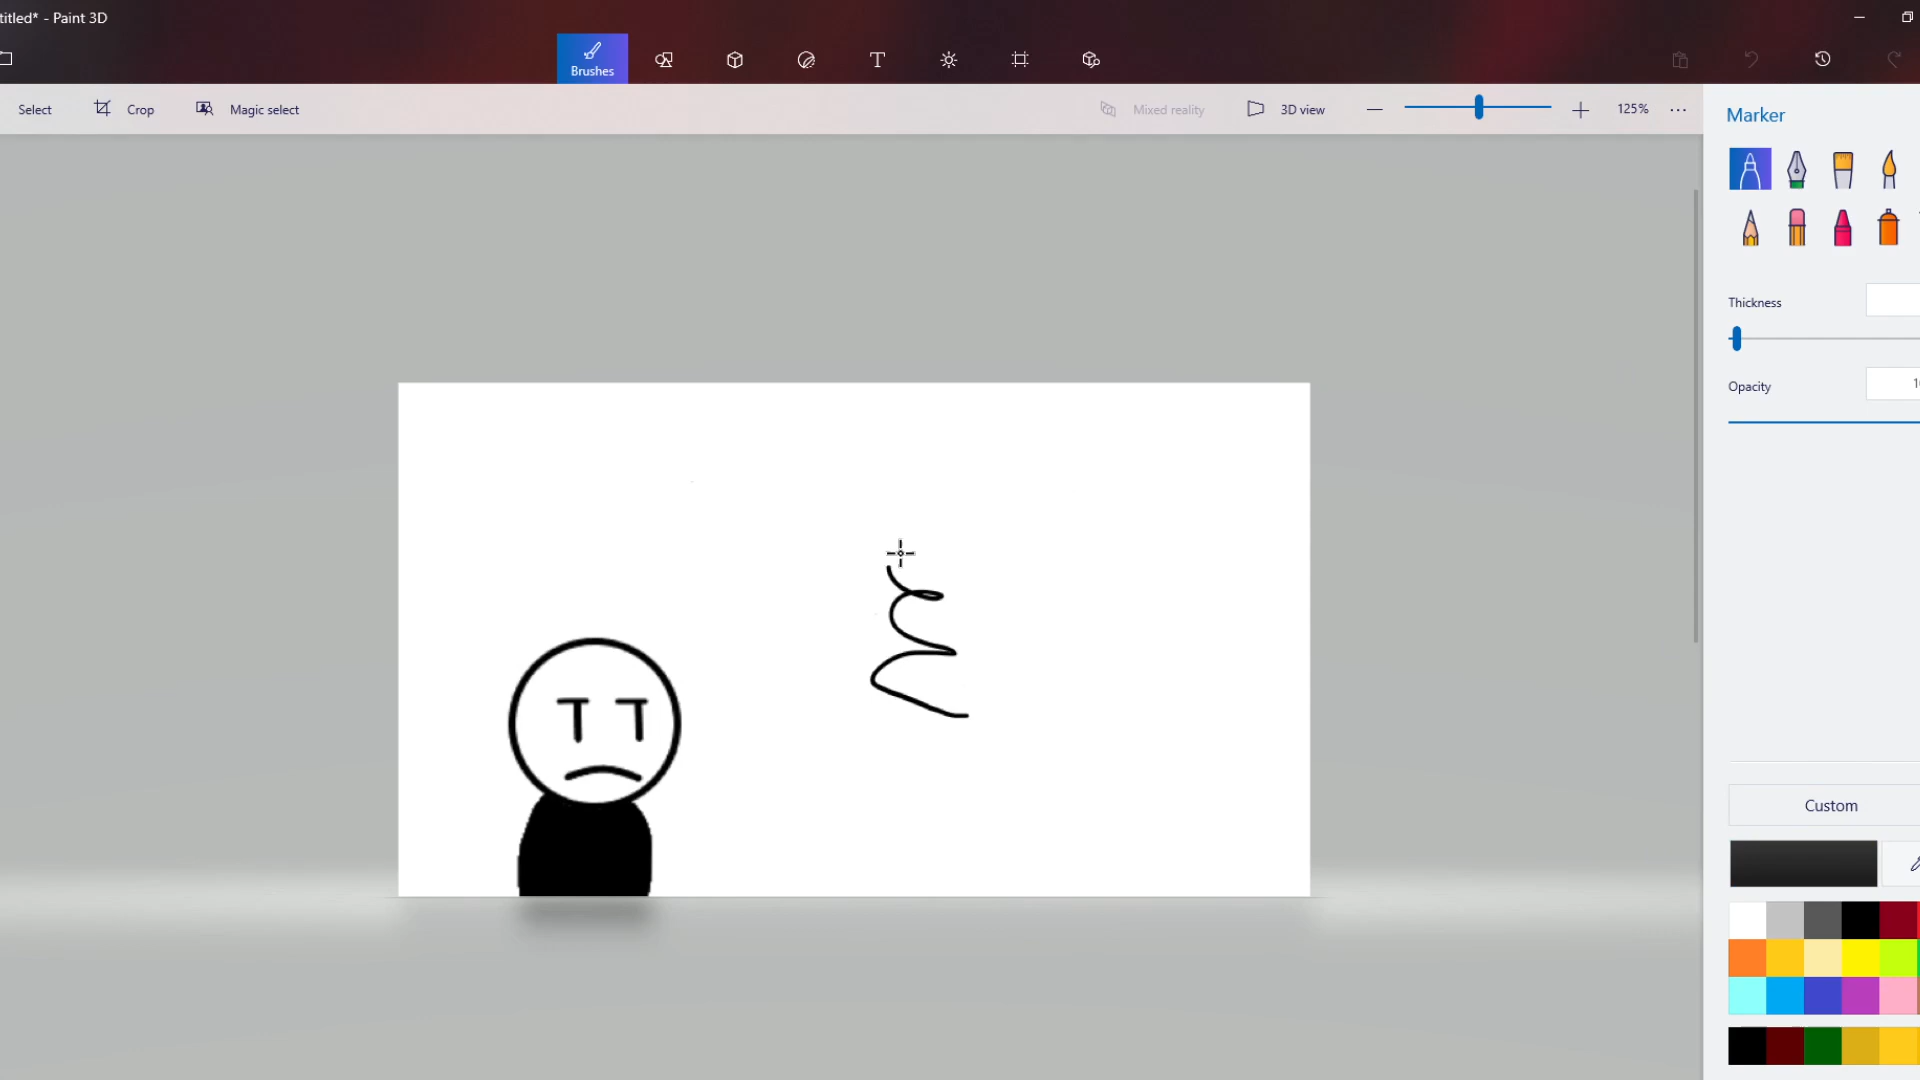 titled* - Paint 3D
Brushes
Select Crop Magic select Mixed reality 3D view 125%
Marker
Thickness
Opacity
Custom
T T